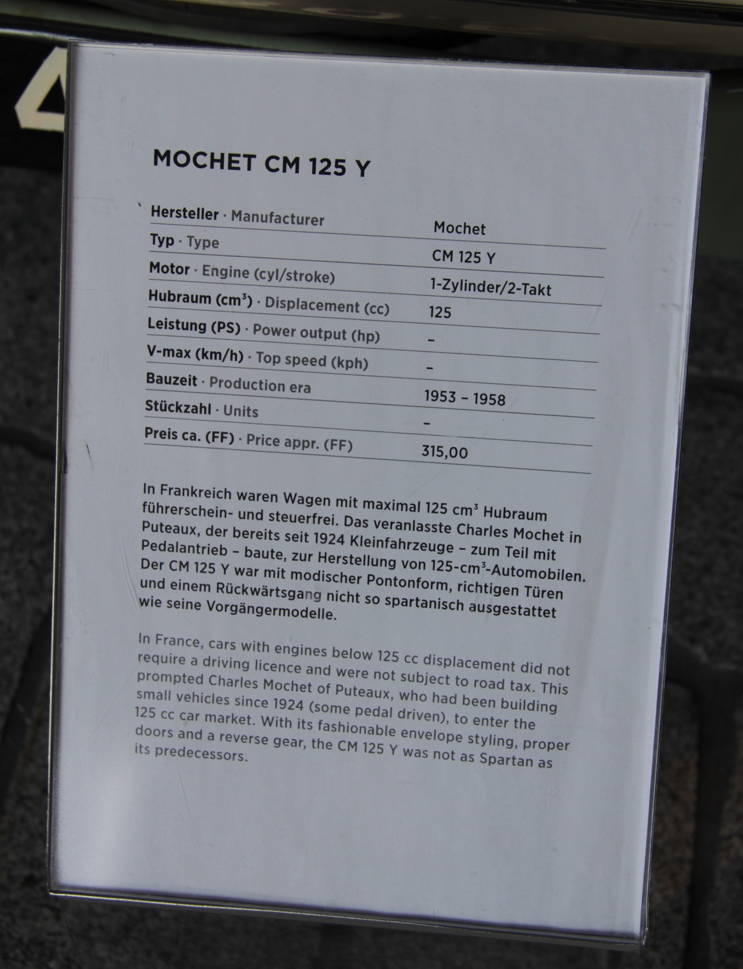 MOCHET CM 125 Y
Hersteller · Manufacturer Mochet
Typ · Type CM 125 Y
Motor · Engine (cyl/stroke) 1-Zylinder/2-Takt
Hubraum (cm³) · Displacement (cc) 125
Leistung (PS) · Power output (hp) –
V-max (km/h) · Top speed (kph) –
Bauzeit · Production era 1953 – 1958
Stückzahl · Units –
Preis ca. (FF) · Price appr. (FF) 315,00
In Frankreich waren Wagen mit maximal 125 cm³ Hubraum
führerschein- und steuerfrei. Das veranlasste Charles Mochet in
Puteaux, der bereits seit 1924 Kleinfahrzeuge – zum Teil mit
Pedalantrieb – baute, zur Herstellung von 125-cm³-Automobilen.
Der CM 125 Y war mit modischer Pontonform, richtigen Türen
und einem Rückwärtsgang nicht so spartanisch ausgestattet
wie seine Vorgängermodelle.
In France, cars with engines below 125 cc displacement did not
require a driving licence and were not subject to road tax. This
prompted Charles Mochet of Puteaux, who had been building
small vehicles since 1924 (some pedal driven), to enter the
125 cc car market. With its fashionable envelope styling, proper
doors and a reverse gear, the CM 125 Y was not as Spartan as
its predecessors.